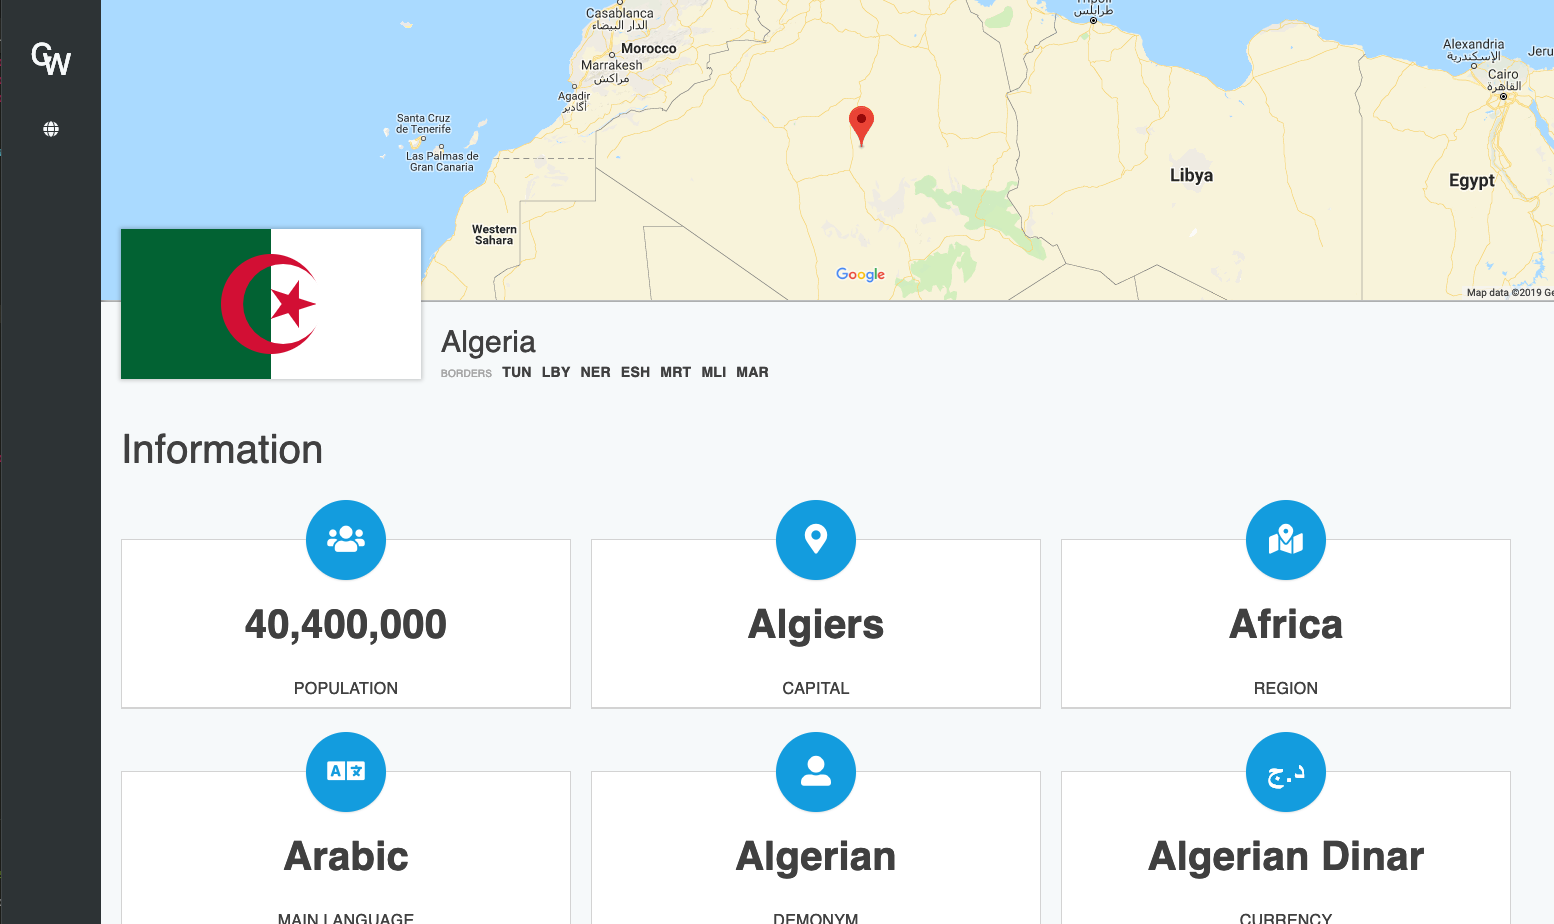 GW
Casablanca
الدار البيضاء
Morocco
Marrakesh
مراكش
Agadir
أكادير
Santa Cruz
de Tenerife
Las Palmas de
Gran Canaria
Western
Sahara
طرابلس
Libya
Alexandria
الإسكندرية
Cairo
القاهرة
Egypt
Google
Map data ©2019
Algeria
BORDERS TUN LBY NER ESH MRT MLI MAR
Information
40,400,000
POPULATION
Algiers
CAPITAL
Africa
REGION
A文
Arabic
MAIN LANGUAGE
Algerian
DEMONYM
د.ج
Algerian Dinar
CURRENCY